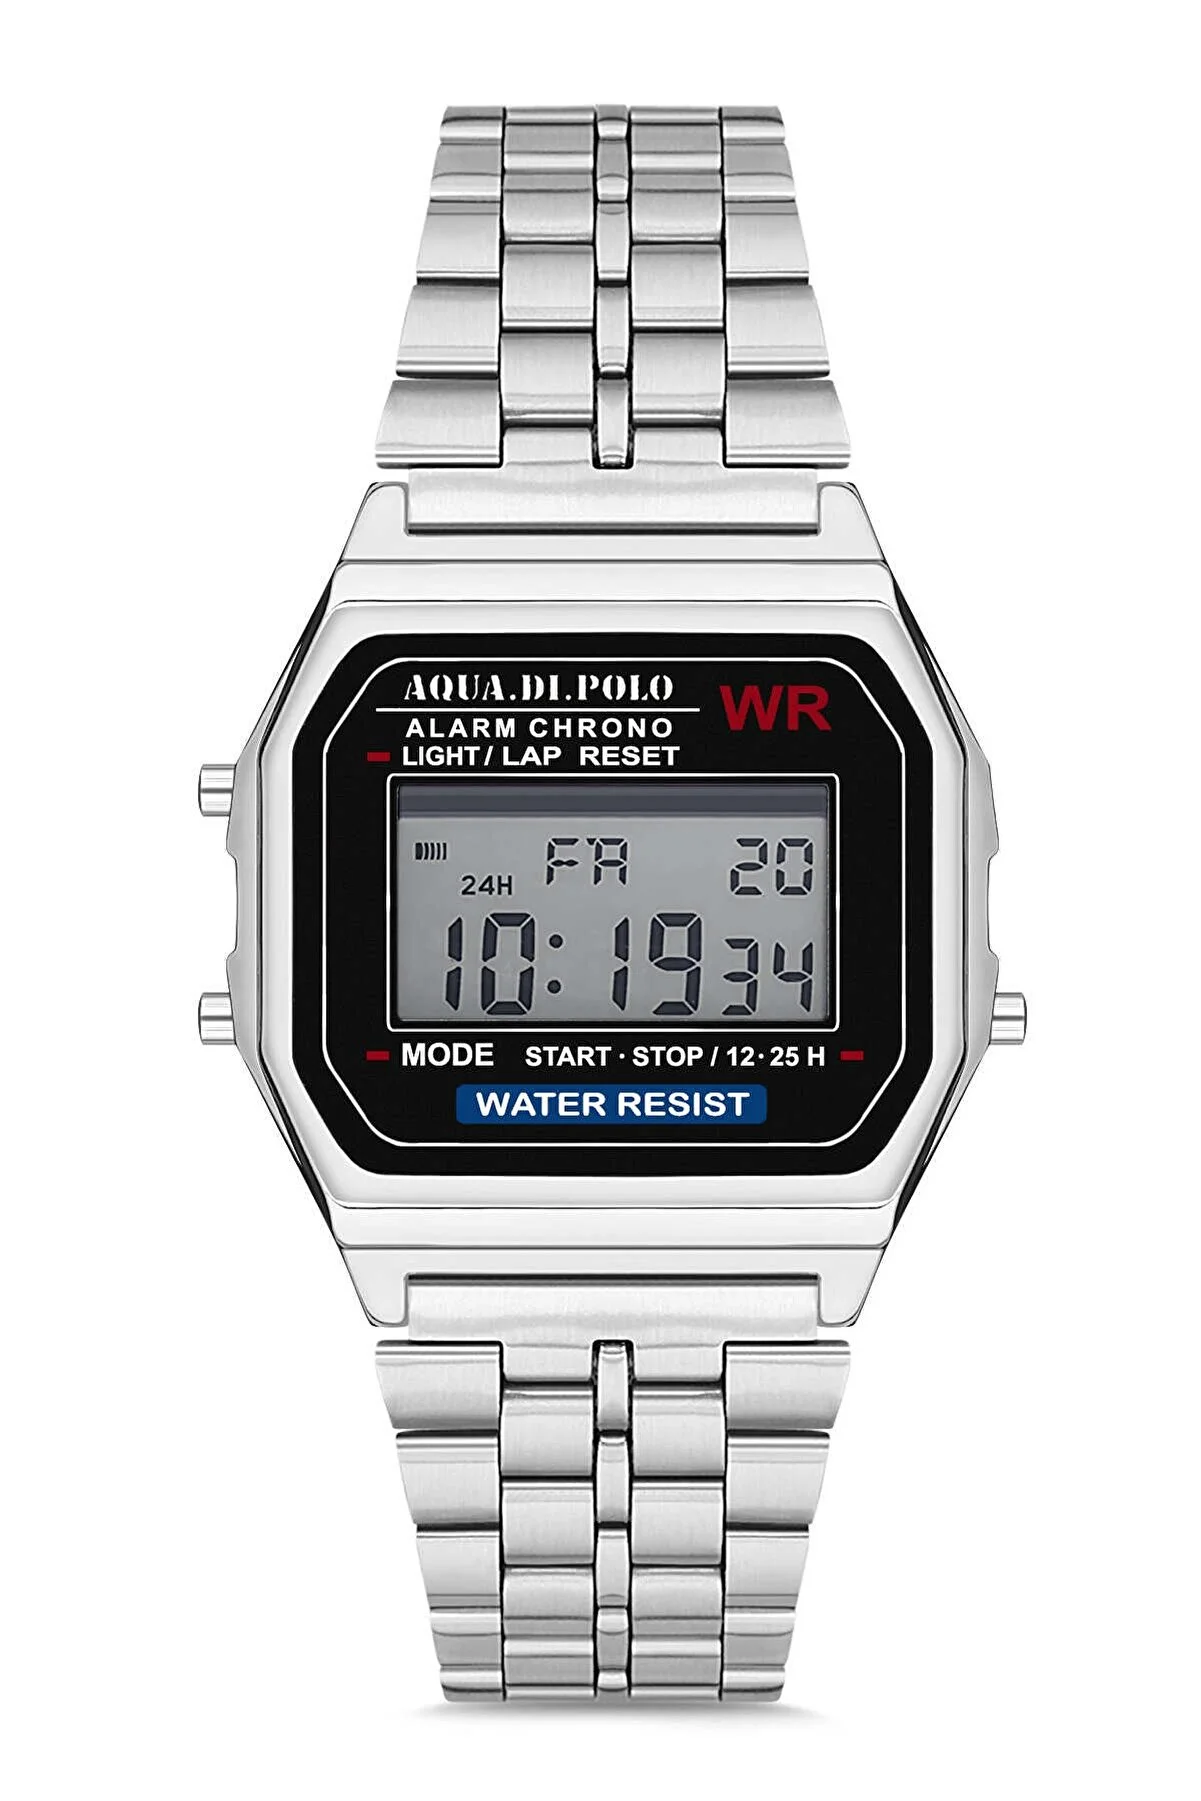 AQUA.DI.POLO
WR
ALARM CHRONO
LIGHT / LAP RESET
FA 20
24H
10:19 34
MODE START · STOP / 12 · 25 H
WATER RESIST